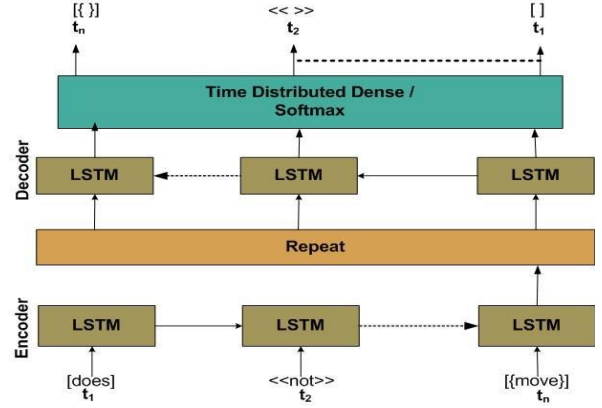 [{ }] << >> [ ]
tn t2 t1
Time Distributed Dense /
Softmax
Decoder
LSTM LSTM LSTM
Repeat
Encoder
LSTM LSTM LSTM
[does] <<not>> [{move}]
t1 t2 tn